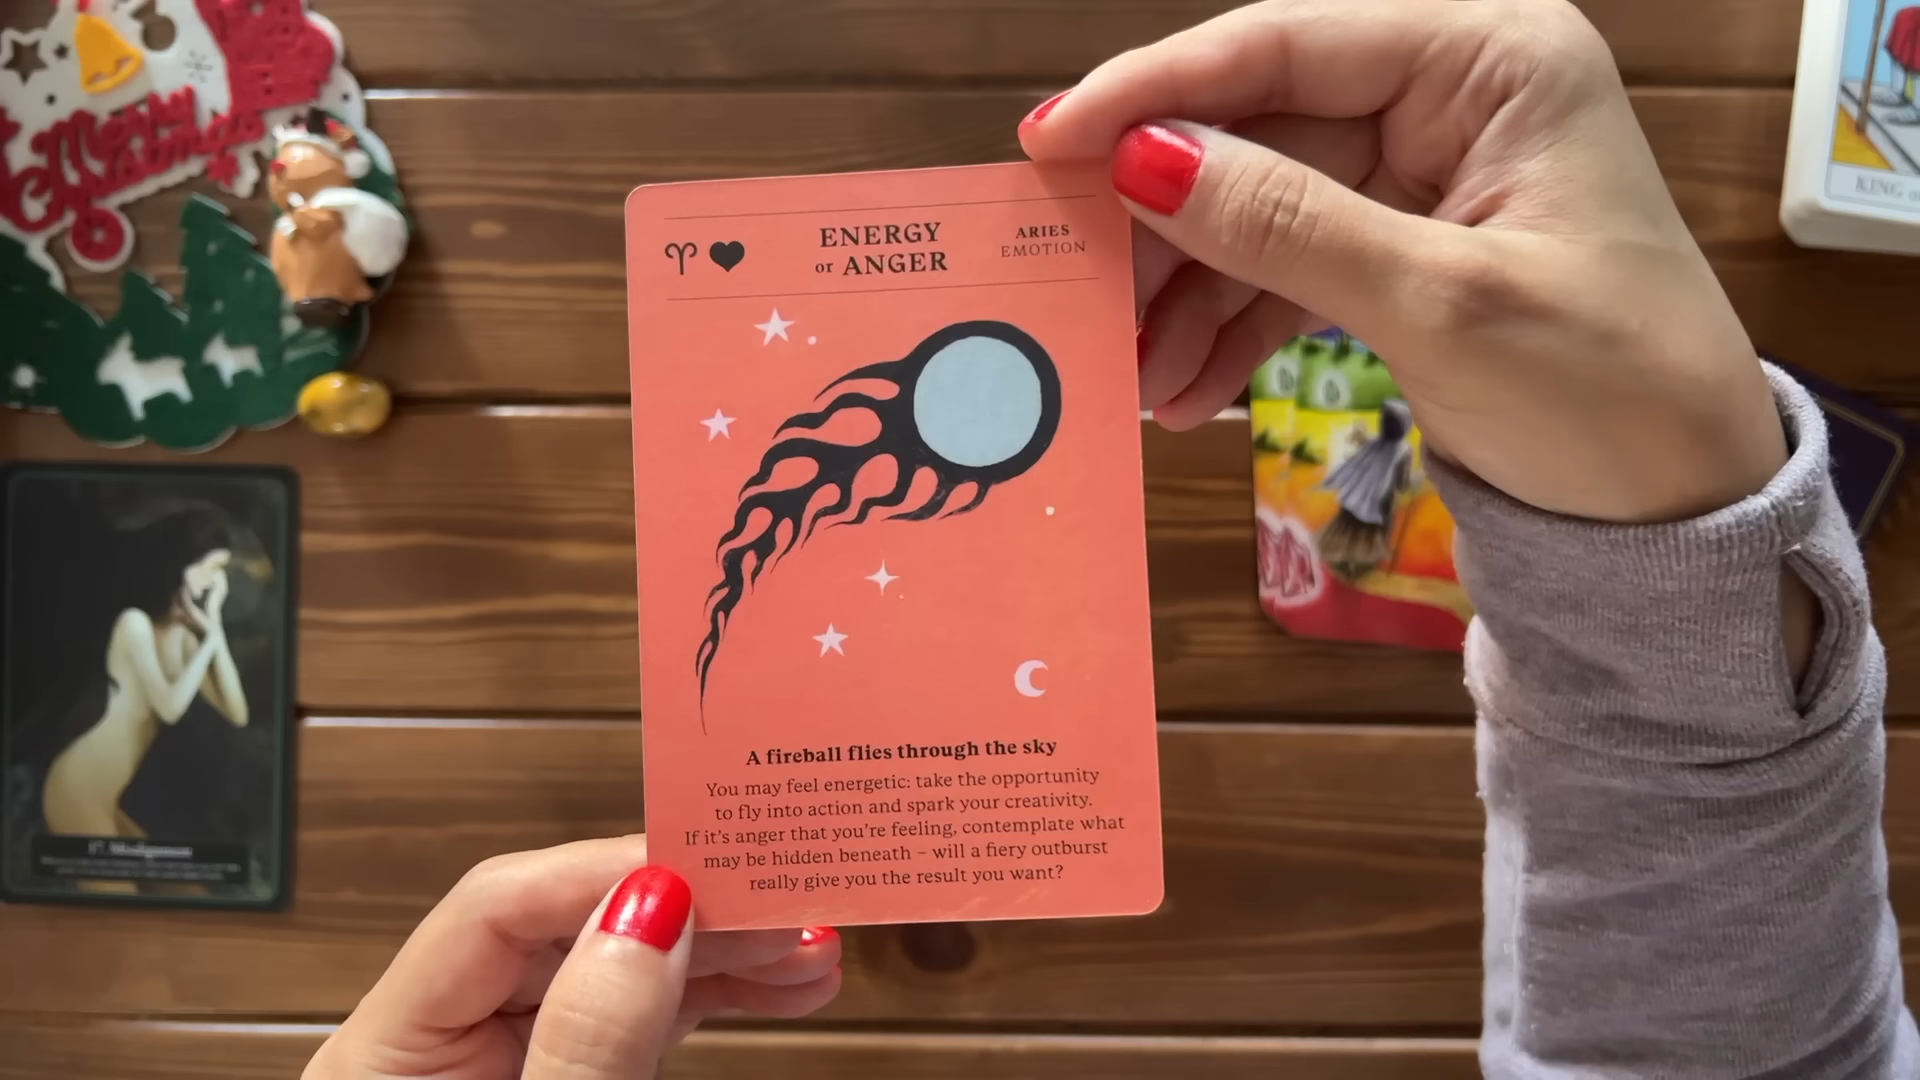 Merry
Christmas
KING
ENERGY
or ANGER
ARIES
EMOTION
A fireball flies through the sky
You may feel energetic: take the opportunity
to fly into action and spark your creativity.
If it's anger that you're feeling, contemplate what
may be hidden beneath – will a fiery outburst
really give you the result you want?